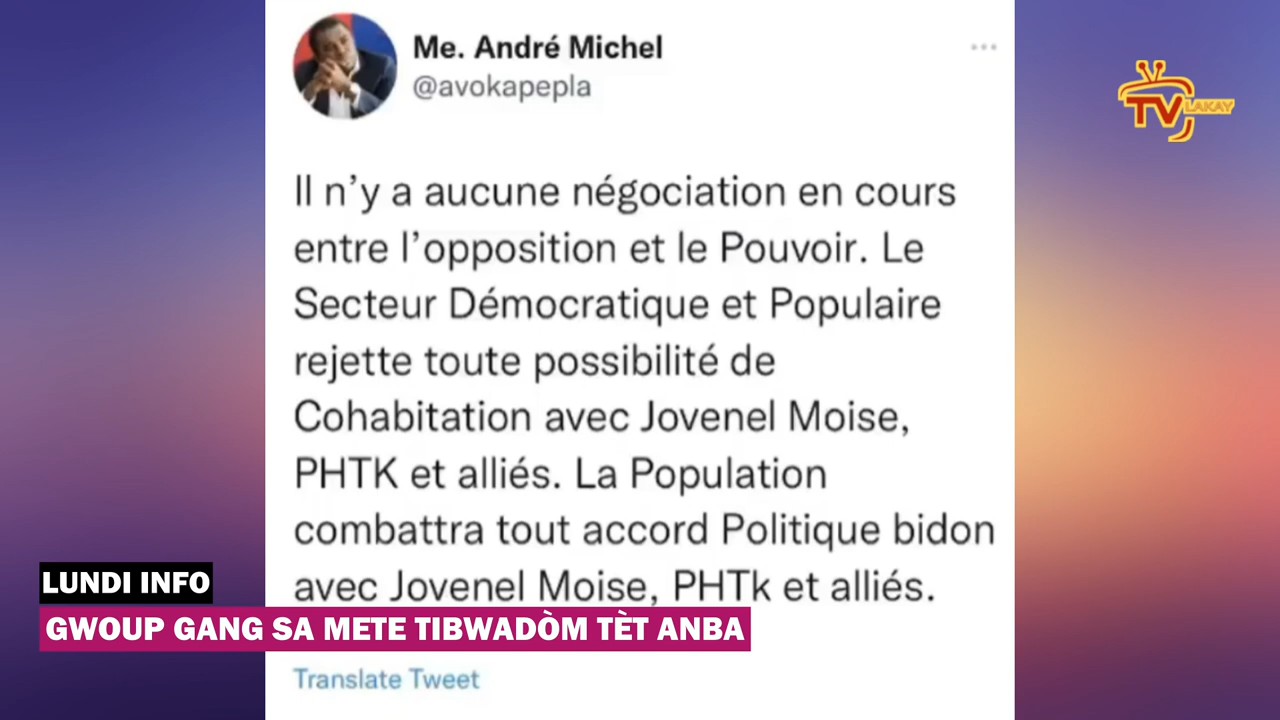 Me. André Michel
@avokapepla
TV LAKAY
Il n’y a aucune négociation en cours
entre l’opposition et le Pouvoir. Le
Secteur Démocratique et Populaire
rejette toute possibilité de
Cohabitation avec Jovenel Moise,
PHTK et alliés. La Population
combattra tout accord Politique bidon
avec Jovenel Moise, PHTk et alliés.
LUNDI INFO
GWOUP GANG SA METE TIBWADÒM TÈT ANBA
Translate Tweet